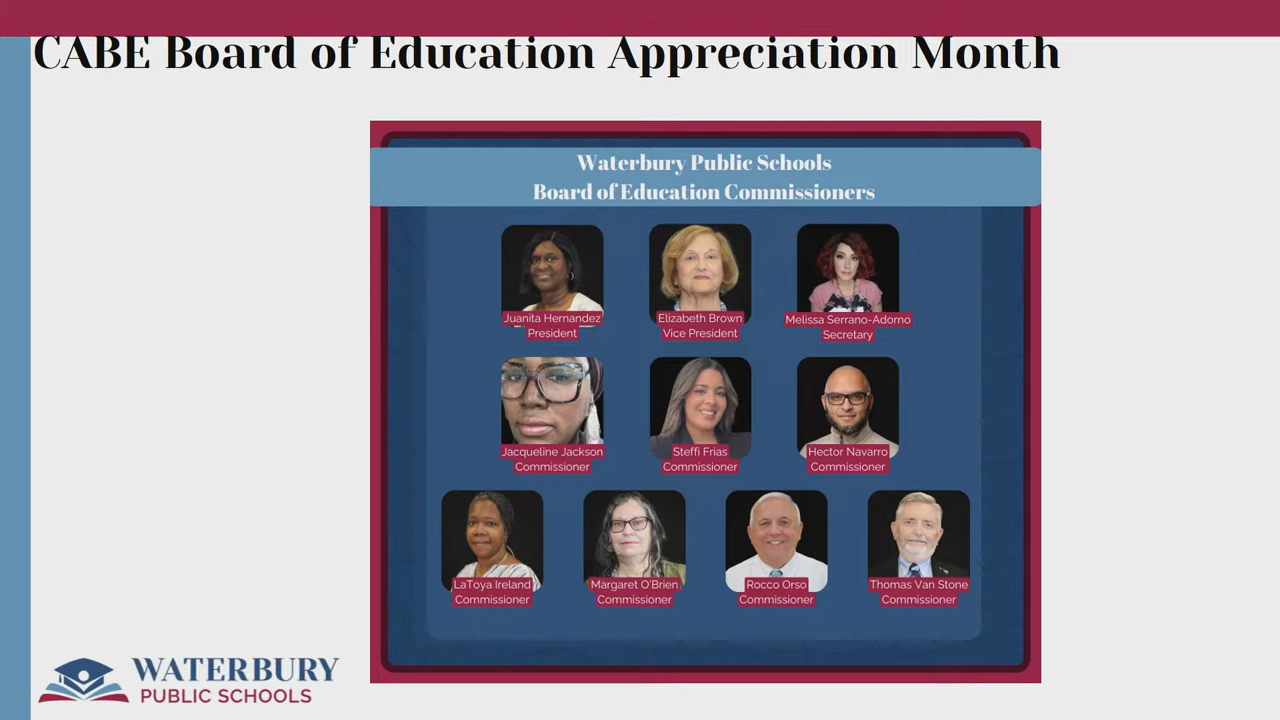 CABE Board of Education Appreciation Month
Waterbury Public Schools
Board of Education Commissioners
Juanita Hernandez
President
Elizabeth Brown
Vice President
Melissa Serrano-Adorno
Secretary
Jacqueline Jackson
Commissioner
Steffi Frias
Commissioner
Hector Navarro
Commissioner
LaToya Ireland
Commissioner
Margaret O'Brien
Commissioner
Rocco Orso
Commissioner
Thomas Van Stone
Commissioner
WATERBURY
PUBLIC SCHOOLS